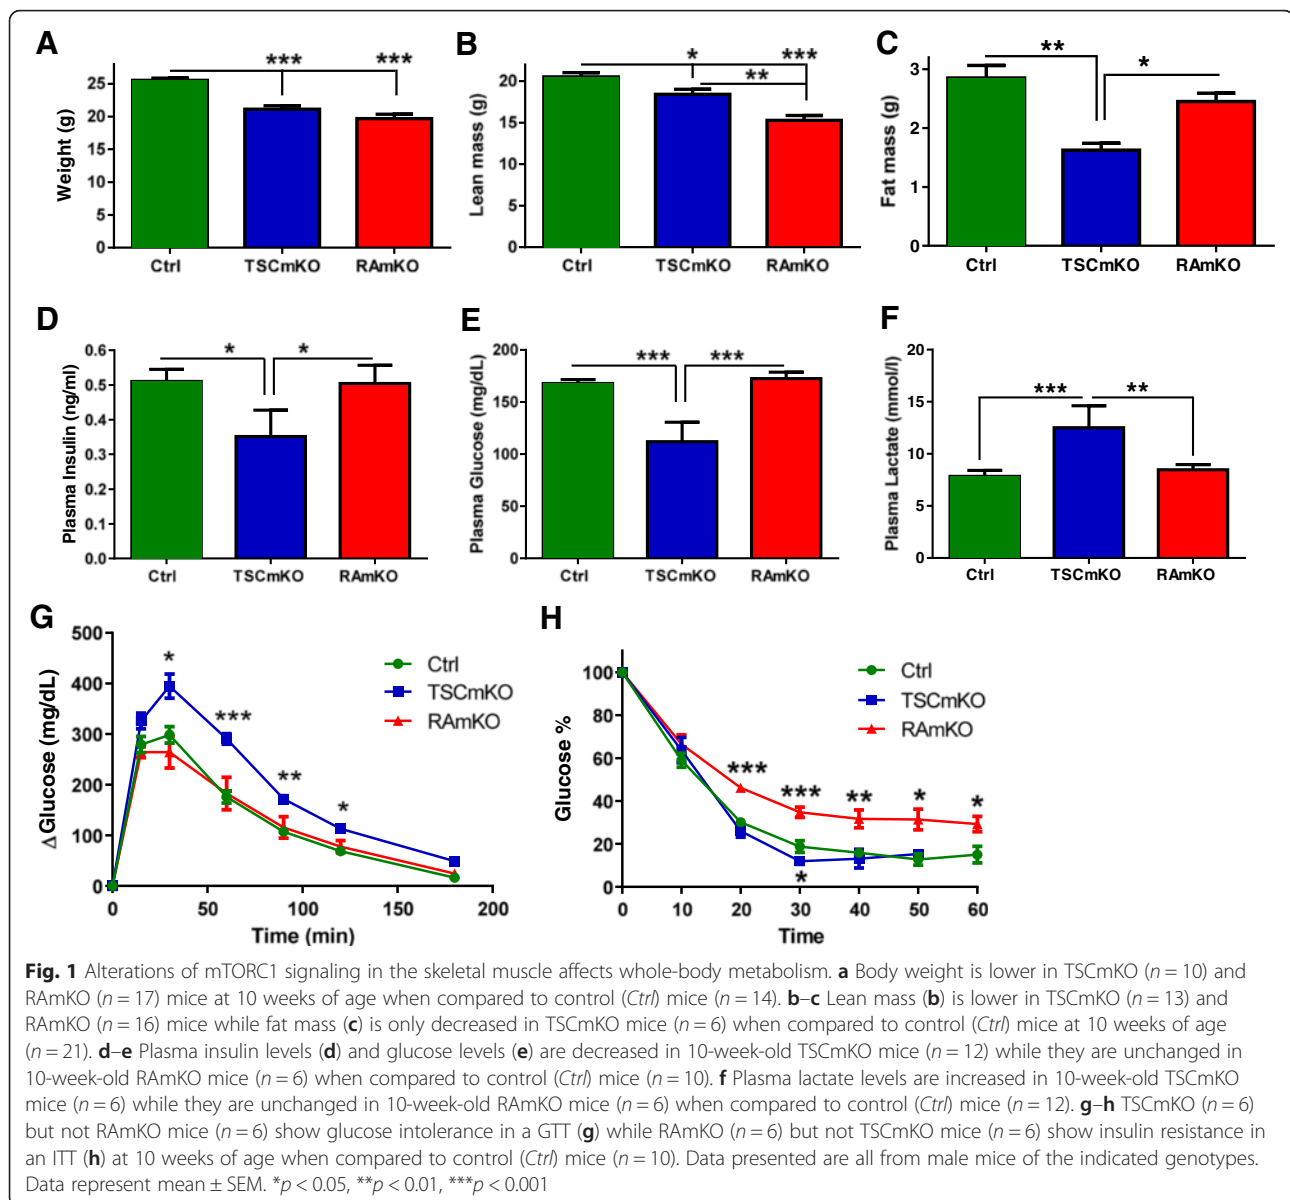 A
Weight (g)
25
20
15
10
5
0
*** ***
Ctrl TSCmKO RAmKO
B
Lean mass (g)
20
15
10
5
0
* ***
**
Ctrl TSCmKO RAmKO
C
Fat mass (g)
3
2
1
0
** *
Ctrl TSCmKO RAmKO
D
Plasma Insulin (ng/ml)
0.6
0.5
0.4
0.3
0.2
0.1
0.0
* *
Ctrl TSCmKO RAmKO
E
Plasma Glucose (mg/dL)
200
150
100
50
0
*** ***
Ctrl TSCmKO RAmKO
F
Plasma Lactate (mmol/l)
20
15
10
5
0
*** **
Ctrl TSCmKO RAmKO
G
Δ Glucose (mg/dL)
500
400
300
200
100
0
* *** ** *
Ctrl
TSCmKO
RAmKO
0 50 100 150 200
Time (min)
H
Glucose %
100
80
60
40
20
0
Ctrl
TSCmKO
RAmKO
*** *** ** * *
*
0 10 20 30 40 50 60
Time
Fig. 1 Alterations of mTORC1 signaling in the skeletal muscle affects whole-body metabolism. a Body weight is lower in TSCmKO (n = 10) and
RAmKO (n = 17) mice at 10 weeks of age when compared to control (Ctrl) mice (n = 14). b–c Lean mass (b) is lower in TSCmKO (n = 13) and
RAmKO (n = 16) mice while fat mass (c) is only decreased in TSCmKO mice (n = 6) when compared to control (Ctrl) mice at 10 weeks of age
(n = 21). d–e Plasma insulin levels (d) and glucose levels (e) are decreased in 10-week-old TSCmKO mice (n = 12) while they are unchanged in
10-week-old RAmKO mice (n = 6) when compared to control (Ctrl) mice (n = 10). f Plasma lactate levels are increased in 10-week-old TSCmKO
mice (n = 6) while they are unchanged in 10-week-old RAmKO mice (n = 6) when compared to control (Ctrl) mice (n = 12). g–h TSCmKO (n = 6)
but not RAmKO mice (n = 6) show glucose intolerance in a GTT (g) while RAmKO (n = 6) but not TSCmKO mice (n = 6) show insulin resistance in
an ITT (h) at 10 weeks of age when compared to control (Ctrl) mice (n = 10). Data presented are all from male mice of the indicated genotypes.
Data represent mean ± SEM. *p < 0.05, **p < 0.01, ***p < 0.001